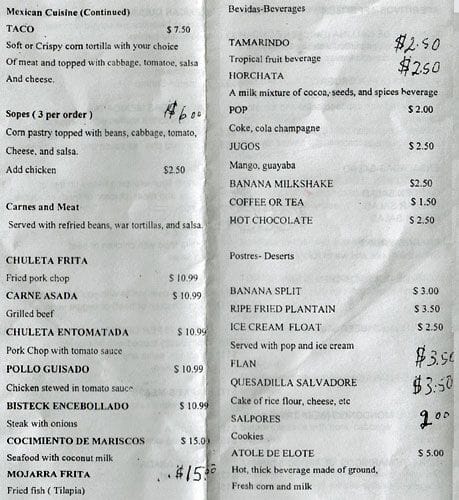 Mexican Cuisine (Continued)
TACO $ 7.50
Soft or Crispy corn tortilla with your choice
Of meat and topped with cabbage, tomatoe, salsa
And cheese.
Sopes ( 3 per order ) $6.00
Corn pastry topped with beans, cabbage, tomato,
Cheese, and salsa.
Add chicken $2.50
Carnes and Meat
Served with refried beans, war tortillas, and salsa.
CHULETA FRITA
Fried pork chop $ 10.99
CARNE ASADA $ 10.99
Grilled beef
CHULETA ENTOMATADA $ 10.99
Pork Chop with tomato sauce
POLLO GUISADO $ 10.99
Chicken stewed in tomato sauce
BISTECK ENCEBOLLADO $ 10.99
Steak with onions
COCIMIENTO DE MARISCOS $ 15.0
Seafood with coconut milk
MOJARRA FRITA $15.00
Fried fish ( Tilapia)
Bevidas-Beverages
TAMARINDO $2.50
Tropical fruit beverage
HORCHATA $2.50
A milk mixture of cocoa, seeds, and spices beverage
POP $ 2.00
Coke, cola champagne
JUGOS $ 2.50
Mango, guayaba
BANANA MILKSHAKE $2.50
COFFEE OR TEA $ 1.50
HOT CHOCOLATE $ 2.50
Postres- Deserts
BANANA SPLIT $ 3.00
RIPE FRIED PLANTAIN $ 3.50
ICE CREAM FLOAT $ 2.50
Served with pop and ice cream
FLAN $3.50
QUESADILLA SALVADORE $3.50
Cake of rice flour, cheese, etc
SALPORES 2.00
Cookies
ATOLE DE ELOTE $ 5.00
Hot, thick beverage made of ground,
Fresh corn and milk